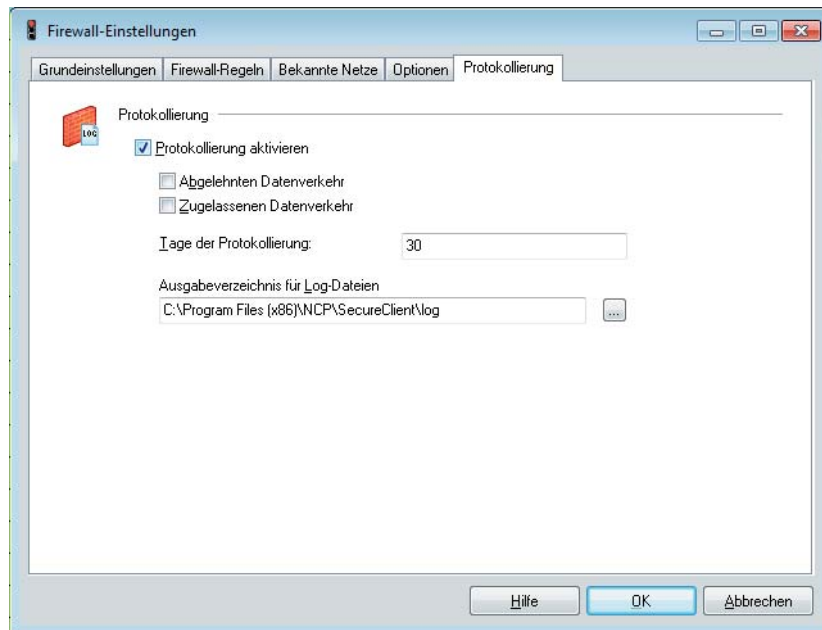 Firewall-Einstellungen
Grundeinstellungen Firewall-Regeln Bekannte Netze Optionen Protokollierung
LOG
Protokollierung
Protokollierung aktivieren
Abgelehnten Datenverkehr
Zugelassenen Datenverkehr
Tage der Protokollierung: 30
Ausgabeverzeichnis für Log-Dateien
C:\Program Files (x86)\NCP\SecureClient\log ...
Hilfe OK Abbrechen